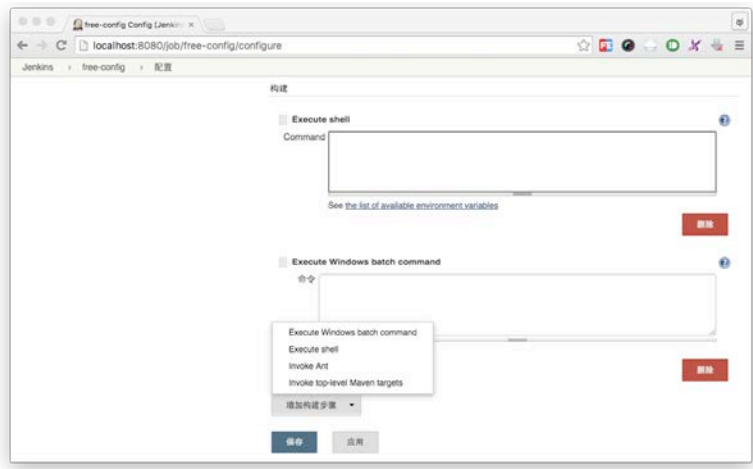 free-config Config [Jenkin
localhost:8080/job/free-config/configure
Jenkins › free-config › 配置
构建
Execute shell
Command
See the list of available environment variables
删除
Execute Windows batch command
命令
Execute Windows batch command
Execute shell
Invoke Ant
Invoke top-level Maven targets
删除
增加构建步骤
保存 应用